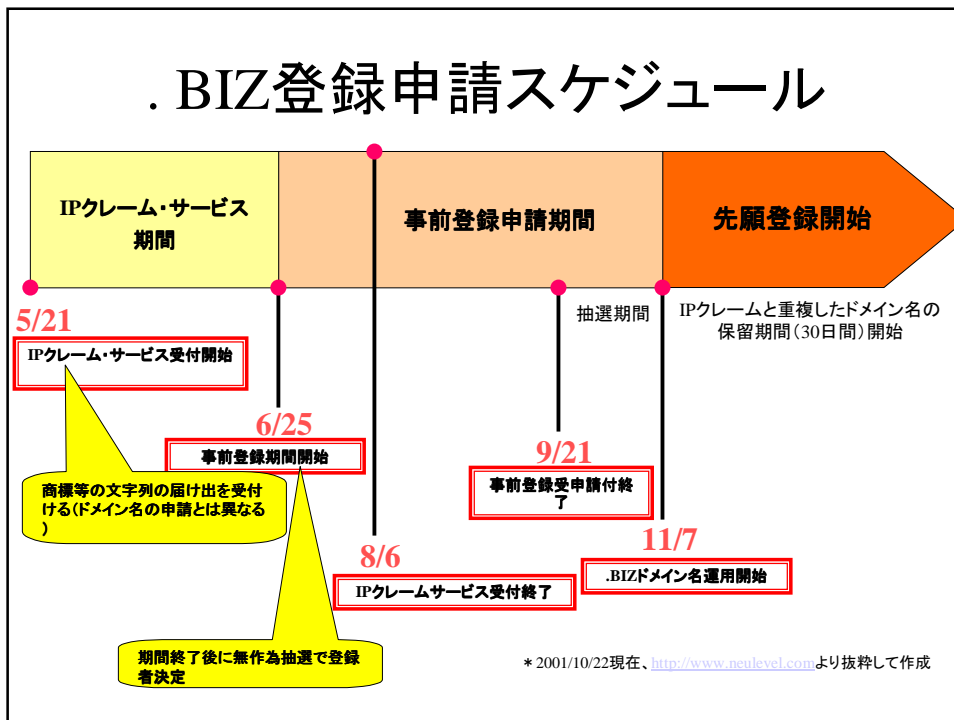 . BIZ登録申請スケジュール
IPクレーム・サービス
期間
事前登録申請期間
先願登録開始
抽選期間
IPクレームと重複したドメイン名の
保留期間（30日間）開始
5/21
IPクレーム・サービス受付開始
6/25
事前登録期間開始
9/21
事前登録受申請付終
了
商標等の文字列の届け出を受付
ける（ドメイン名の申請とは異なる
）
8/6
IPクレームサービス受付終了
11/7
.BIZドメイン名運用開始
期間終了後に無作為抽選で登録
者決定
＊2001/10/22現在、http://www.neulevel.comより抜粋して作成